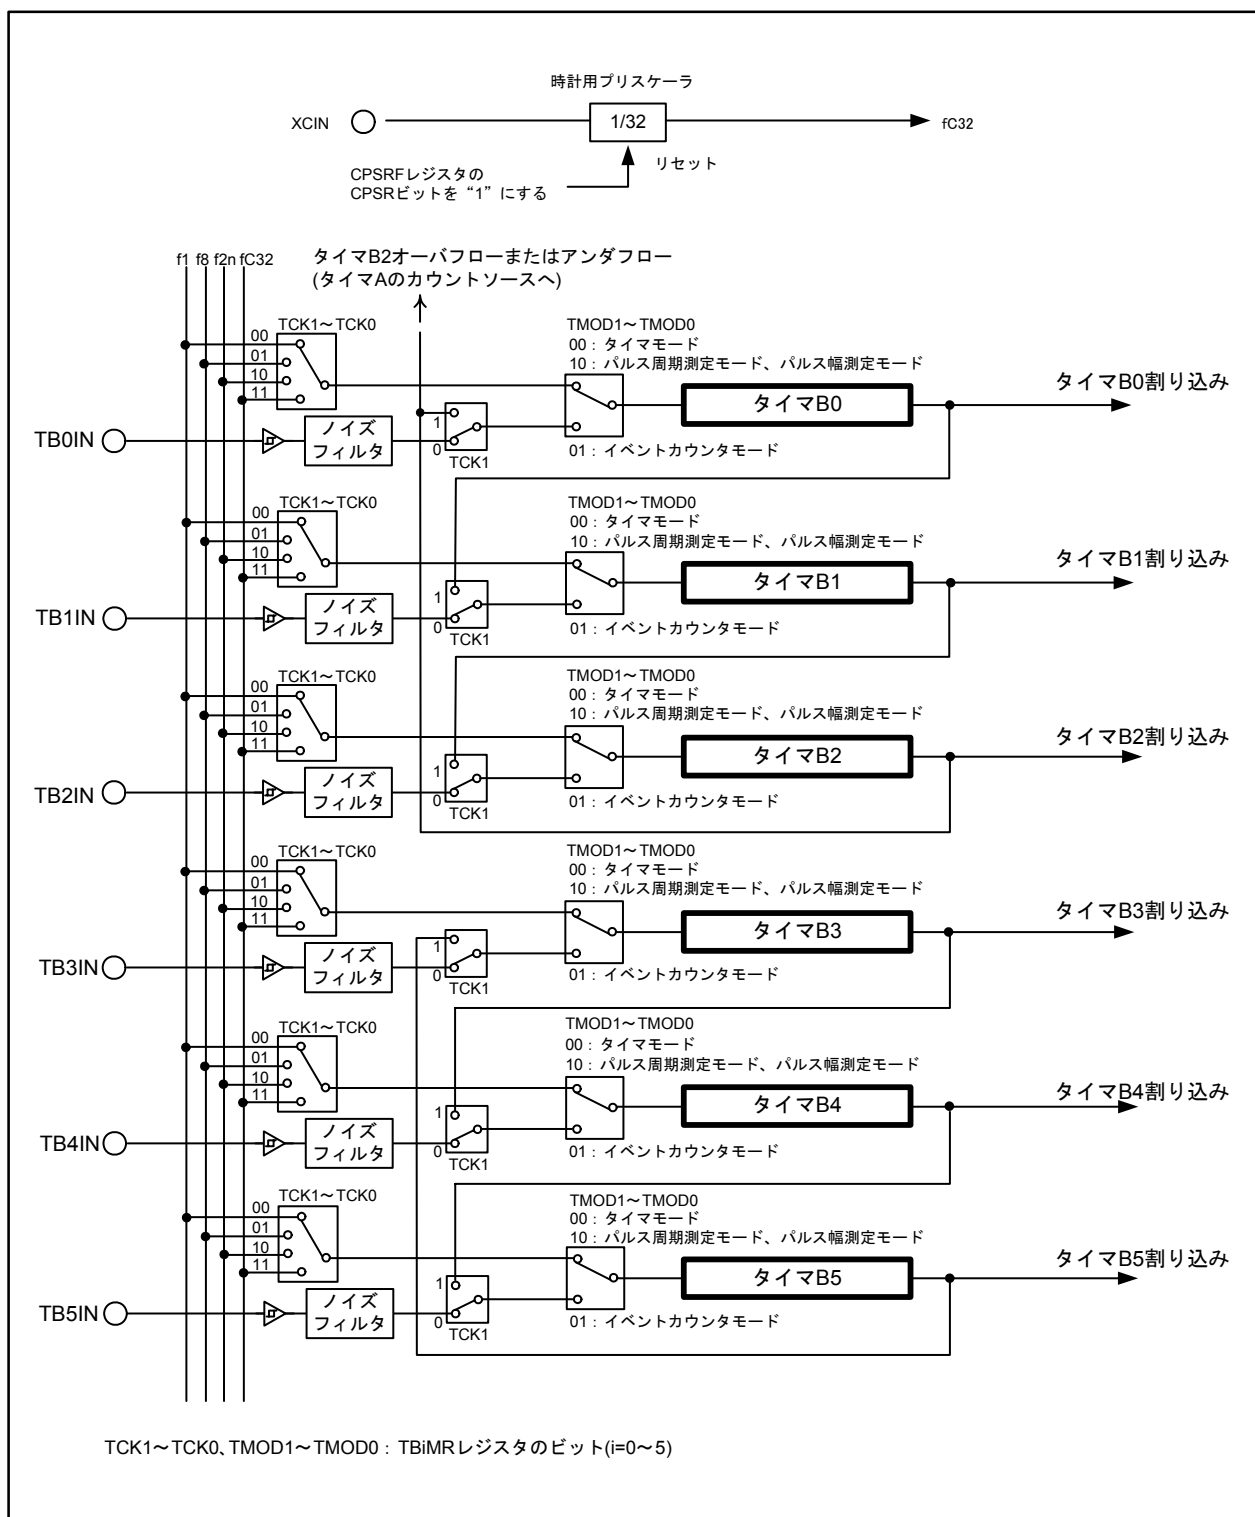 時計用プリスケーラ
XCIN
1/32
fC32
リセット
CPSRFレジスタの
CPSRビットを“1”にする
f1 f8 f2n fC32
タイマB2オーバフローまたはアンダフロー
(タイマAのカウントソースへ)
TCK1～TCK0
00
01
10
11
TMOD1～TMOD0
00：タイマモード
10：パルス周期測定モード、パルス幅測定モード
タイマB0
タイマB0割り込み
TB0IN
ノイズ
フィルタ
1
0
TCK1
01：イベントカウンタモード
TCK1～TCK0
00
01
10
11
TMOD1～TMOD0
00：タイマモード
10：パルス周期測定モード、パルス幅測定モード
タイマB1
タイマB1割り込み
TB1IN
ノイズ
フィルタ
1
0
TCK1
01：イベントカウンタモード
TCK1～TCK0
00
01
10
11
TMOD1～TMOD0
00：タイマモード
10：パルス周期測定モード、パルス幅測定モード
タイマB2
タイマB2割り込み
TB2IN
ノイズ
フィルタ
1
0
TCK1
01：イベントカウンタモード
TCK1～TCK0
00
01
10
11
TMOD1～TMOD0
00：タイマモード
10：パルス周期測定モード、パルス幅測定モード
タイマB3
タイマB3割り込み
TB3IN
ノイズ
フィルタ
1
0
TCK1
01：イベントカウンタモード
TCK1～TCK0
00
01
10
11
TMOD1～TMOD0
00：タイマモード
10：パルス周期測定モード、パルス幅測定モード
タイマB4
タイマB4割り込み
TB4IN
ノイズ
フィルタ
1
0
TCK1
01：イベントカウンタモード
TCK1～TCK0
00
01
10
11
TMOD1～TMOD0
00：タイマモード
10：パルス周期測定モード、パルス幅測定モード
タイマB5
タイマB5割り込み
TB5IN
ノイズ
フィルタ
1
0
TCK1
01：イベントカウンタモード
TCK1～TCK0、TMOD1～TMOD0：TBiMRレジスタのビット(i=0～5)